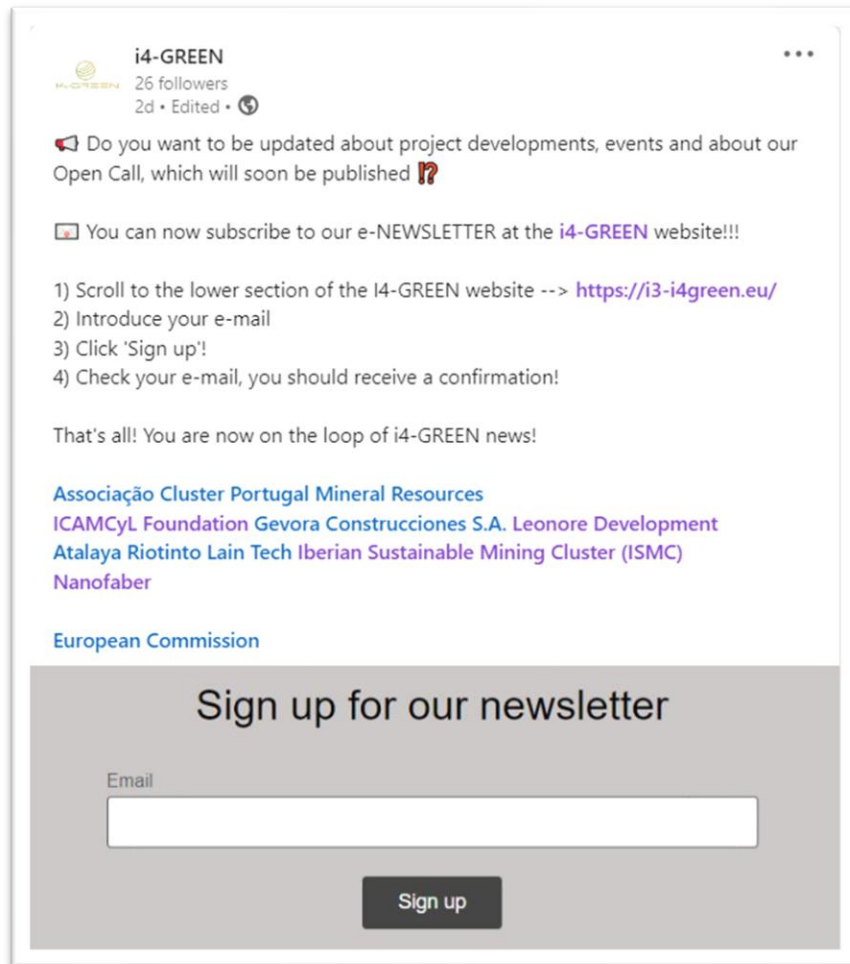 i4-GREEN
26 followers
2d • Edited •
📢 Do you want to be updated about project developments, events and about our
Open Call, which will soon be published ⁉️
💌 You can now subscribe to our e-NEWSLETTER at the i4-GREEN website!!!
1) Scroll to the lower section of the I4-GREEN website --> https://i3-i4green.eu/
2) Introduce your e-mail
3) Click 'Sign up'!
4) Check your e-mail, you should receive a confirmation!
That's all! You are now on the loop of i4-GREEN news!
Associação Cluster Portugal Mineral Resources
ICAMCyL Foundation Gevora Construcciones S.A. Leonore Development
Atalaya Riotinto Lain Tech Iberian Sustainable Mining Cluster (ISMC)
Nanofaber
European Commission
Sign up for our newsletter
Email
Sign up